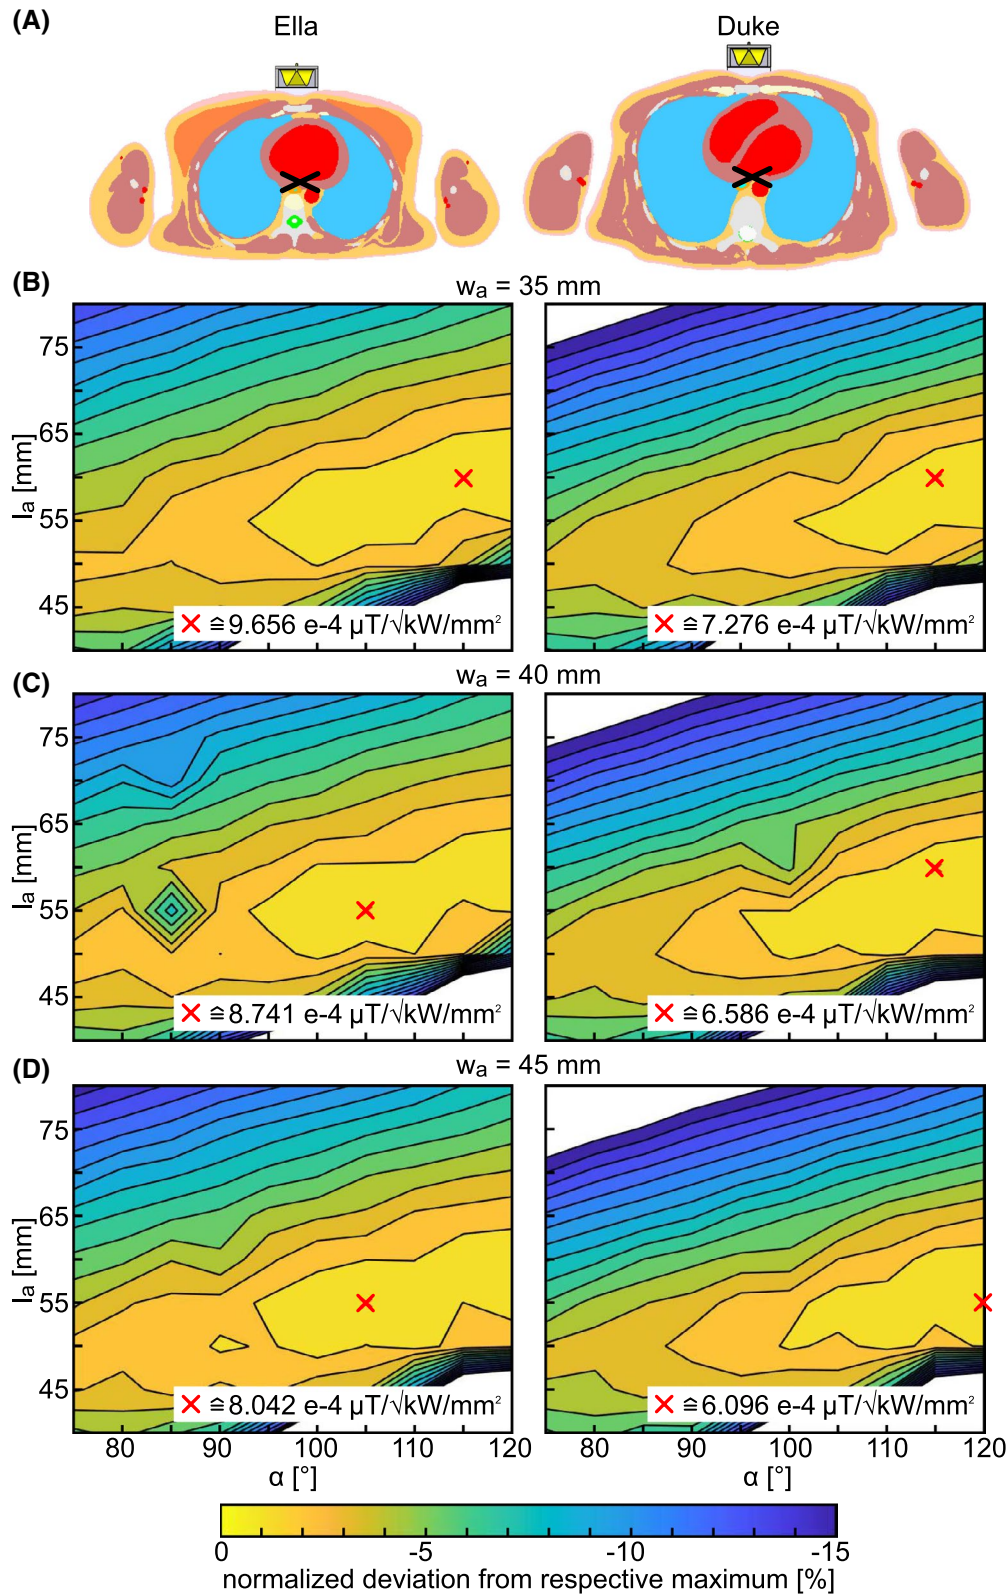 (A)
Ella Duke
(B)
wₐ = 35 mm
75
65
lₐ [mm]
55
45
≙ 9.656 e-4 µT/√kW/mm²
≙ 7.276 e-4 µT/√kW/mm²
(C)
wₐ = 40 mm
75
65
lₐ [mm]
55
45
≙ 8.741 e-4 µT/√kW/mm²
≙ 6.586 e-4 µT/√kW/mm²
(D)
wₐ = 45 mm
75
65
lₐ [mm]
55
45
≙ 8.042 e-4 µT/√kW/mm²
≙ 6.096 e-4 µT/√kW/mm²
80 90 100 110 120 80 90 100 110 120
α [°] α [°]
0 -5 -10 -15
normalized deviation from respective maximum [%]